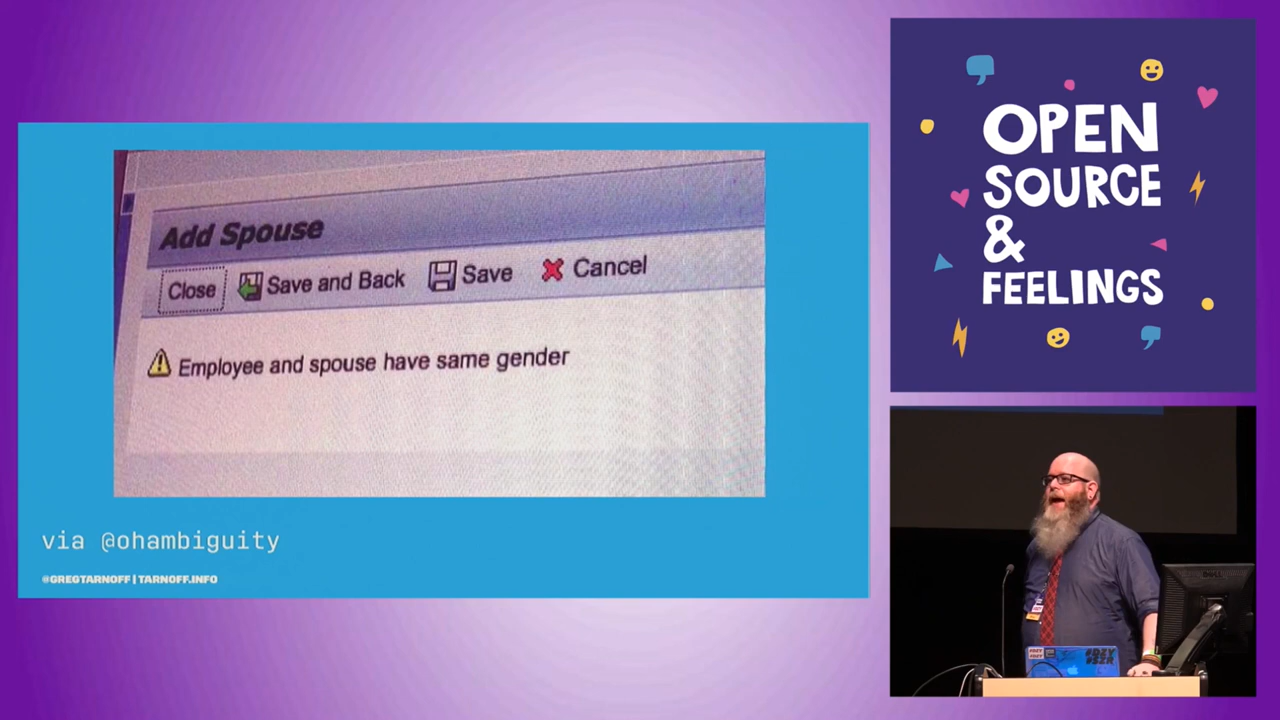 Add Spouse
Close Save and Back Save Cancel
Employee and spouse have same gender
via @ohambiguity
@GREGTARNOFF | TARNOFF.INFO
OPEN
SOURCE
&
FEELINGS
DELL